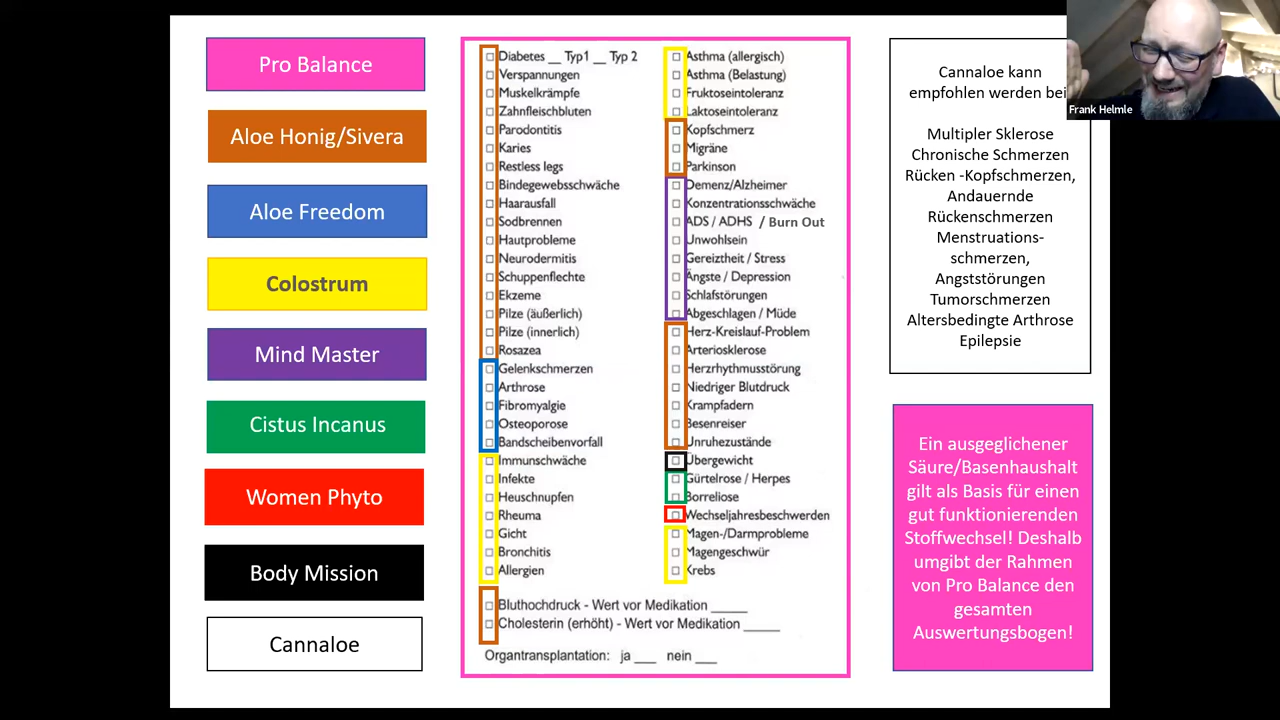 Pro Balance
Aloe Honig/Sivera
Aloe Freedom
Colostrum
Mind Master
Cistus Incanus
Women Phyto
Body Mission
Cannaloe
Diabetes __ Typ1 __ Typ 2
Verspannungen
Muskelkrämpfe
Zahnfleischbluten
Parodontitis
Karies
Restless legs
Bindegewebsschwäche
Haarausfall
Sodbrennen
Hautprobleme
Neurodermitis
Schuppenflechte
Ekzeme
Pilze (äußerlich)
Pilze (innerlich)
Rosazea
Gelenkschmerzen
Arthrose
Fibromyalgie
Osteoporose
Bandscheibenvorfall
Immunschwäche
Infekte
Heuschnupfen
Rheuma
Gicht
Bronchitis
Allergien
Asthma (allergisch)
Asthma (Belastung)
Fruktoseintoleranz
Laktoseintoleranz
Kopfschmerz
Migräne
Parkinson
Demenz/Alzheimer
Konzentrationsschwäche
ADS / ADHS / Burn Out
Unwohlsein
Gereiztheit / Stress
Ängste / Depression
Schlafstörungen
Abgeschlagen / Müde
Herz-Kreislauf-Problem
Arteriosklerose
Herzrhythmusstörung
Niedriger Blutdruck
Krampfadern
Besenreiser
Unruhezustände
Übergewicht
Gürtelrose / Herpes
Borreliose
Wechseljahresbeschwerden
Magen-/Darmprobleme
Magengeschwür
Krebs
Bluthochdruck - Wert vor Medikation _____
Cholesterin (erhöht) - Wert vor Medikation _____
Organtransplantation: ja ___ nein ___
Cannaloe kann
empfohlen werden bei
Multipler Sklerose
Chronische Schmerzen
Rücken -Kopfschmerzen,
Andauernde
Rückenschmerzen
Menstruations-
schmerzen,
Angststörungen
Tumorschmerzen
Altersbedingte Arthrose
Epilepsie
Ein ausgeglichener
Säure/Basenhaushalt
gilt als Basis für einen
gut funktionierenden
Stoffwechsel! Deshalb
umgibt der Rahmen
von Pro Balance den
gesamten
Auswertungsbogen!
Frank Helmle